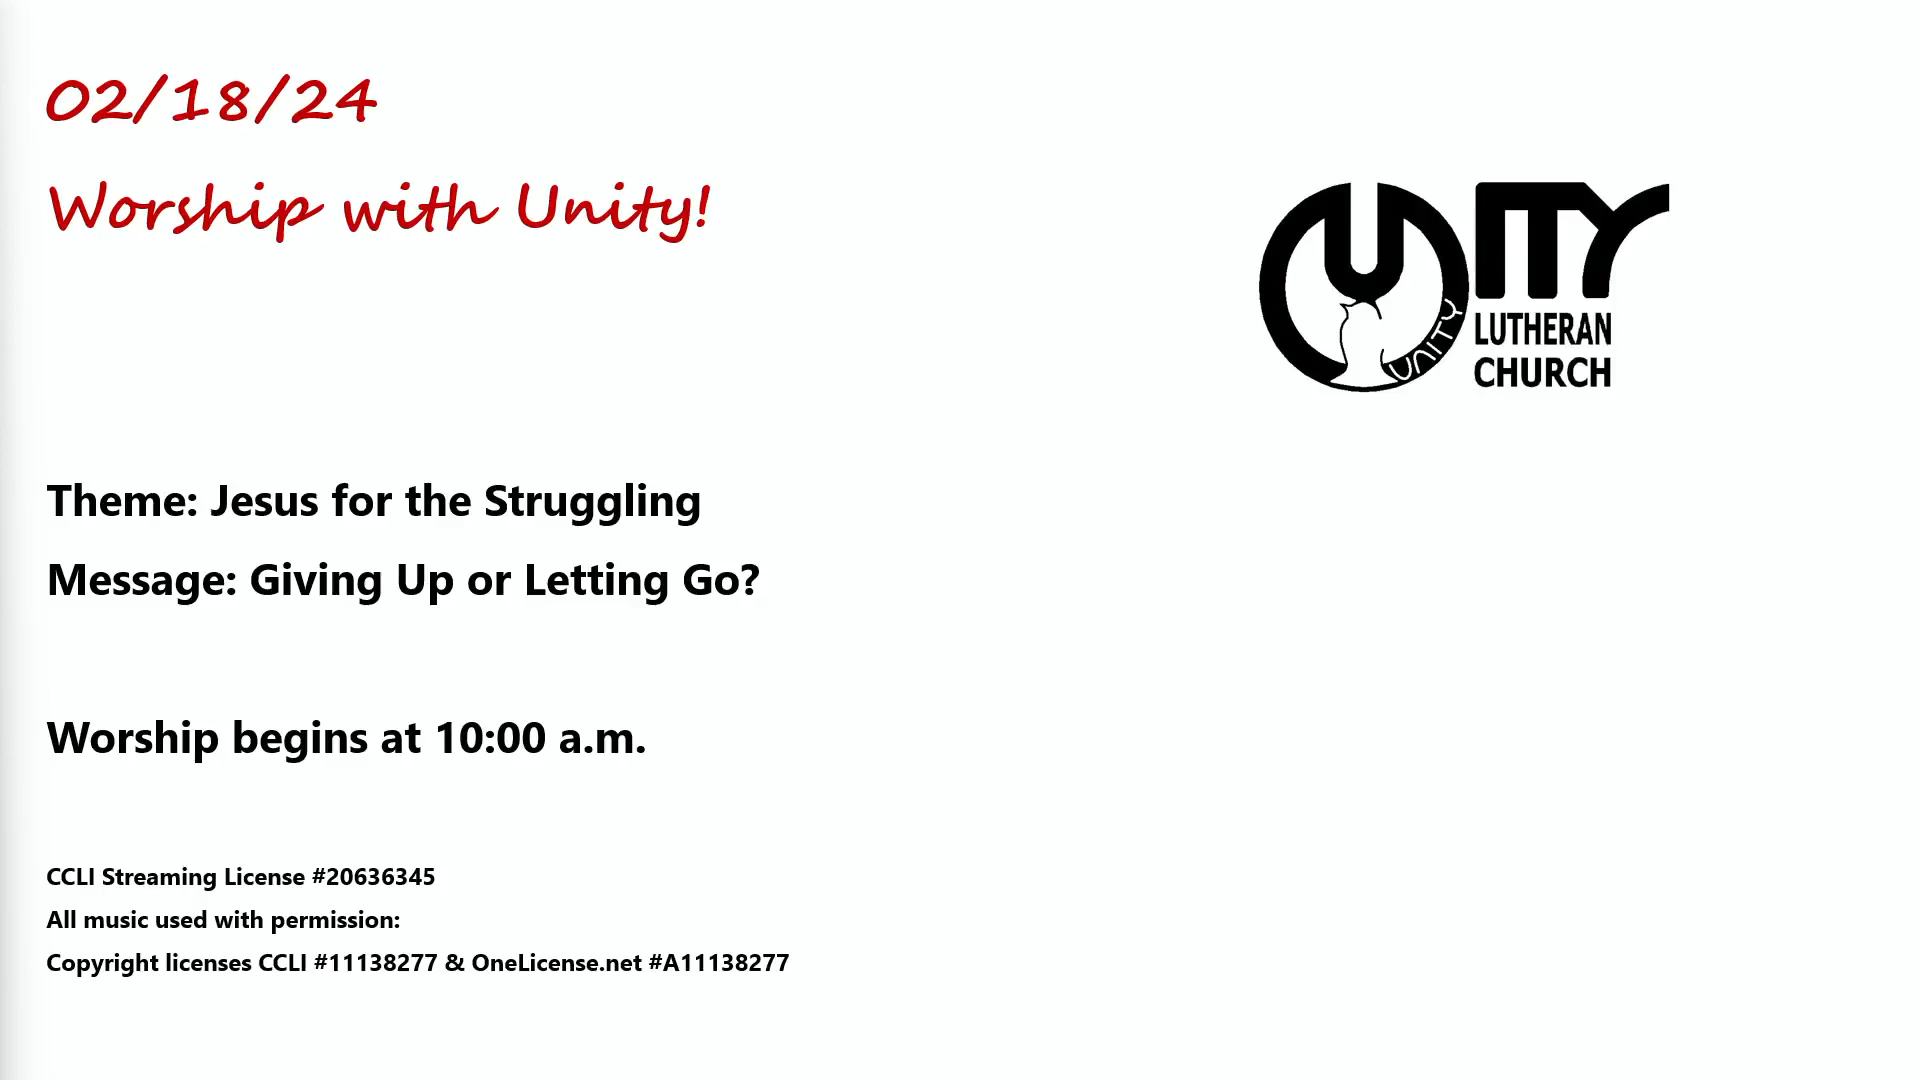 02/18/24
Worship with Unity!
UNITY
UNITY
LUTHERAN
CHURCH
Theme: Jesus for the Struggling
Message: Giving Up or Letting Go?
Worship begins at 10:00 a.m.
CCLI Streaming License #20636345
All music used with permission:
Copyright licenses CCLI #11138277 & OneLicense.net #A11138277